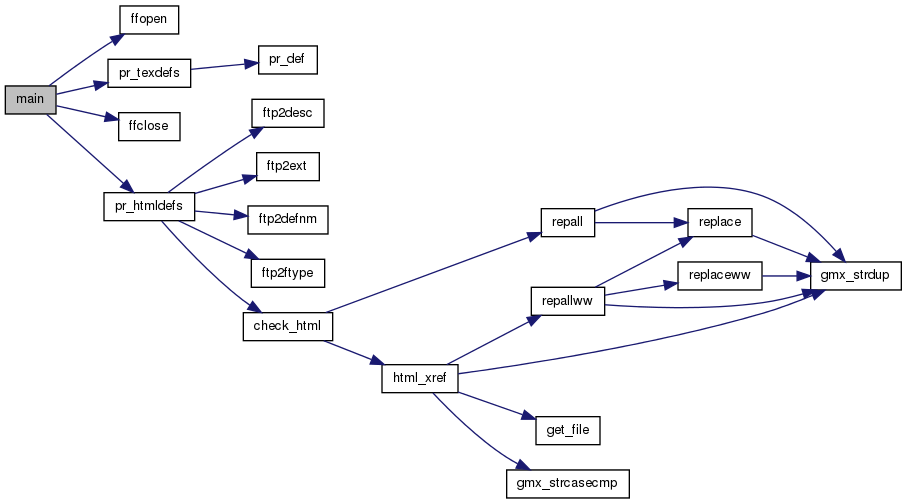 ffopen
pr_def
pr_texdefs
main
ftp2desc
ffclose
ftp2ext
pr_htmldefs
ftp2defnm
repall
replace
ftp2ftype
replaceww
gmx_strdup
repallww
check_html
html_xref
get_file
gmx_strcasecmp